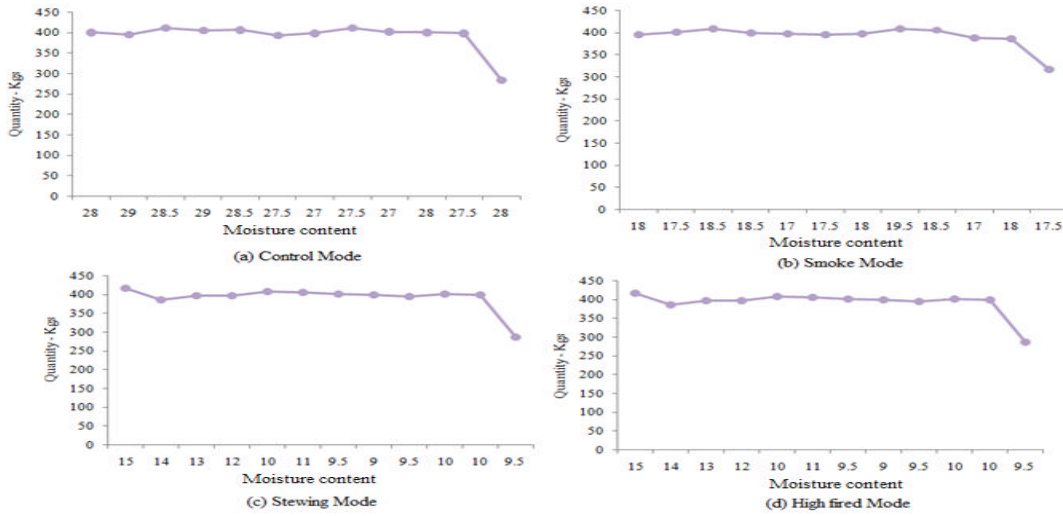 Quantity - Kgs
450
400
350
300
250
200
150
100
50
0
28 29 28.5 29 28.5 27.5 27 27.5 27 28 27.5 28
Moisture content
(a) Control Mode
Quantity - Kgs
450
400
350
300
250
200
150
100
50
0
18 17.5 18.5 18.5 17 17.5 18 19.5 18.5 17 18 17.5
Moisture content
(b) Smoke Mode
Quantity - Kgs
450
400
350
300
250
200
150
100
50
0
15 14 13 12 10 11 9.5 9 9.5 10 10 9.5
Moisture content
(c) Stewing Mode
Quantity - Kgs
450
400
350
300
250
200
150
100
50
0
15 14 13 12 10 11 9.5 9 9.5 10 10 9.5
Moisture content
(d) High fired Mode